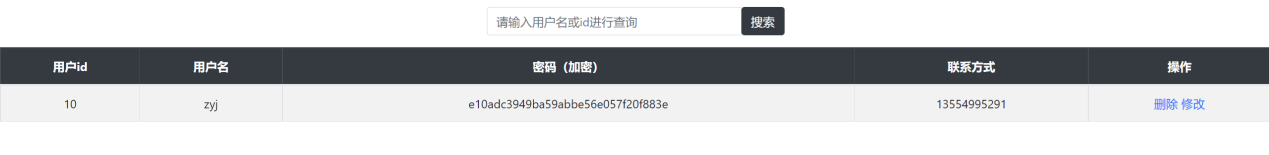 请输入用户名或id进行查询 搜索
用户id 用户名 密码（加密） 联系方式 操作
10 zyj e10adc3949ba59abbe56e057f20f883e 13554995291 删除 修改